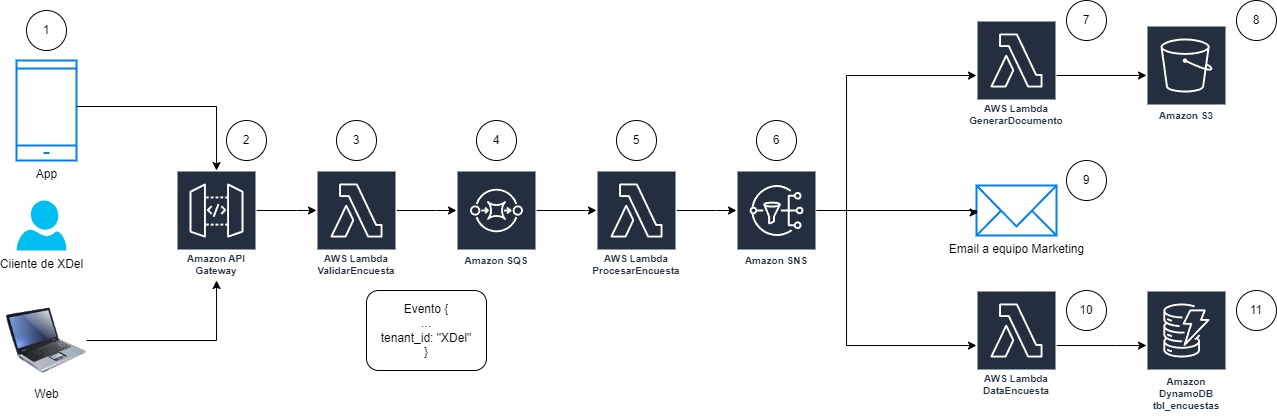 1
App
Cliente de XDel
Web
2
Amazon API
Gateway
3
AWS Lambda
ValidarEncuesta
Evento {
...
tenant_id: "XDel"
}
4
Amazon SQS
5
AWS Lambda
ProcesarEncuesta
6
Amazon SNS
7
AWS Lambda
GenerarDocumento
8
Amazon S3
9
Email a equipo Marketing
10
AWS Lambda
DataEncuesta
11
Amazon
DynamoDB
tbl_encuestas